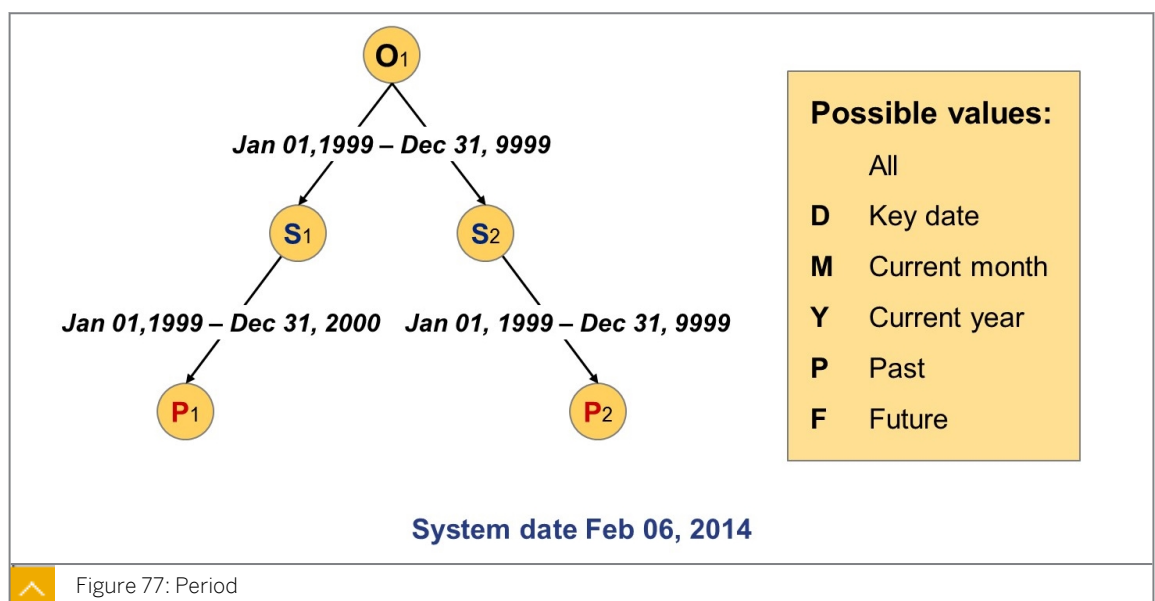 O1
Jan 01,1999 – Dec 31, 9999
S1
S2
Jan 01,1999 – Dec 31, 2000
Jan 01, 1999 – Dec 31, 9999
P1
P2
Possible values:
All
D Key date
M Current month
Y Current year
P Past
F Future
System date Feb 06, 2014
Figure 77: Period